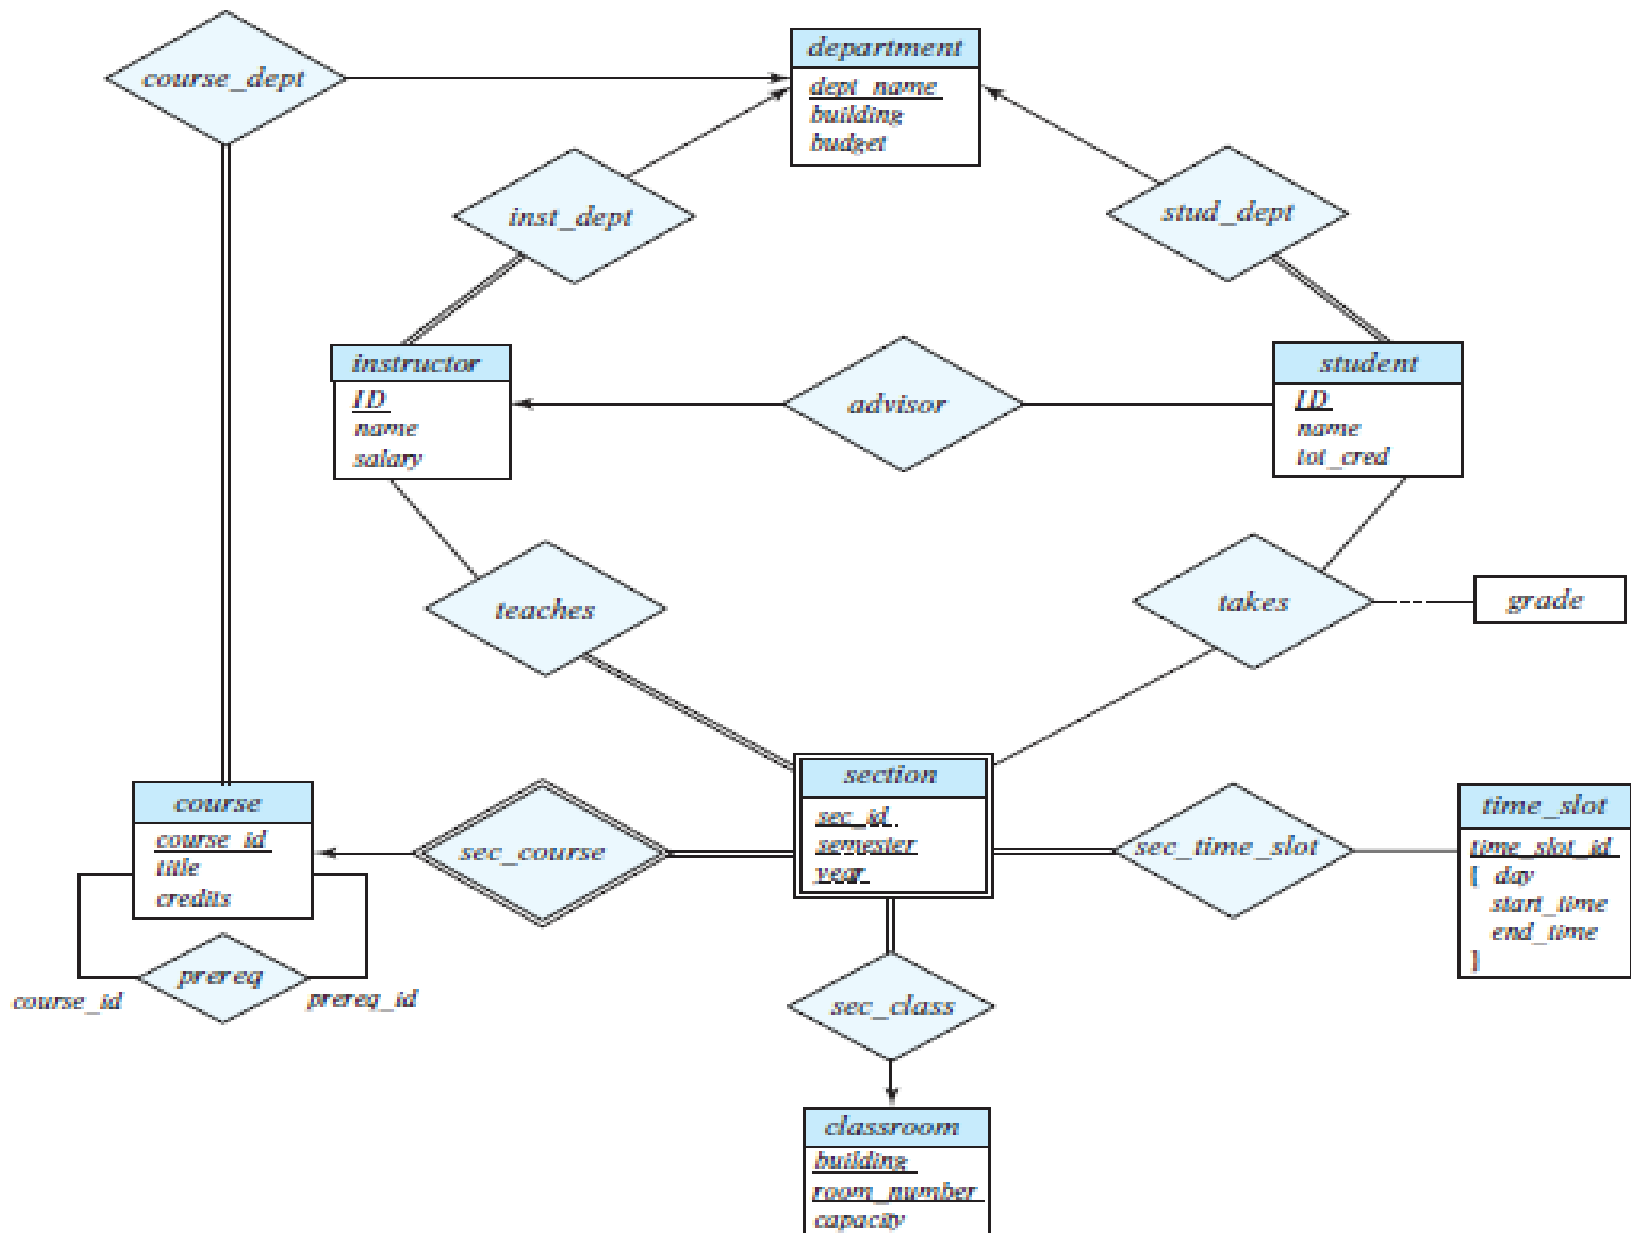 department
course_dept
dept_name
building
budget
inst_dept
stud_dept
instructor
ID
name
salary
advisor
student
ID
name
tot_cred
teaches
takes
grade
section
sec_id
semester
year
course
course_id
title
credits
sec_course
sec_time_slot
time_slot
time_slot_id
{ day
start_time
end_time
}
prereq
course_id
prereq_id
sec_class
classroom
building
room_number
capacity